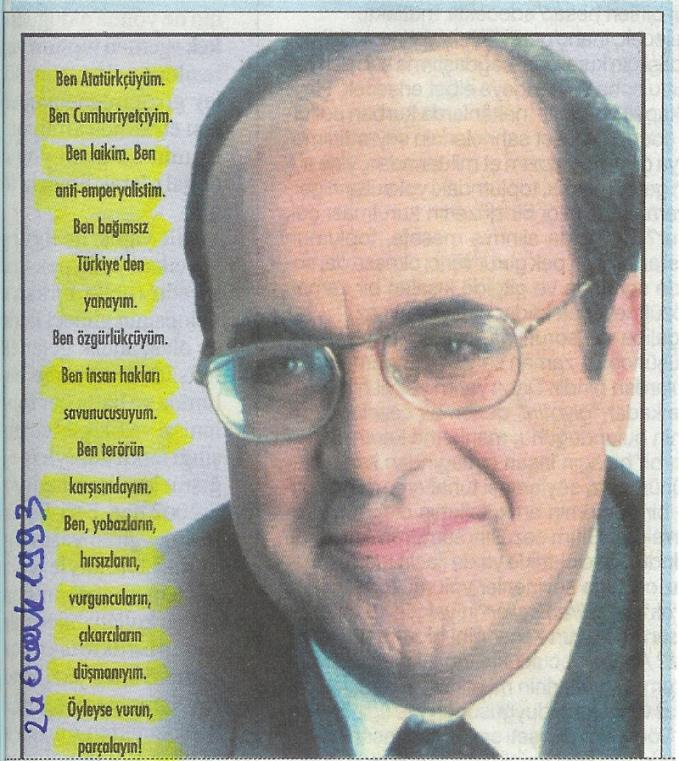 Ben Atatürkçüyüm.
Ben Cumhuriyetçiyim.
Ben laikim. Ben
anti-emperyalistim.
Ben bağımsız
Türkiye'den
yanayım.
Ben özgürlükçüyüm.
Ben insan hakları
savunucusuyum.
Ben terörün
karşısındayım.
Ben, yobazların,
hırsızların,
vurguncuların,
çıkarcıların
düşmanıyım.
Öyleyse vurun,
parçalayın!
24 Ocak 1993